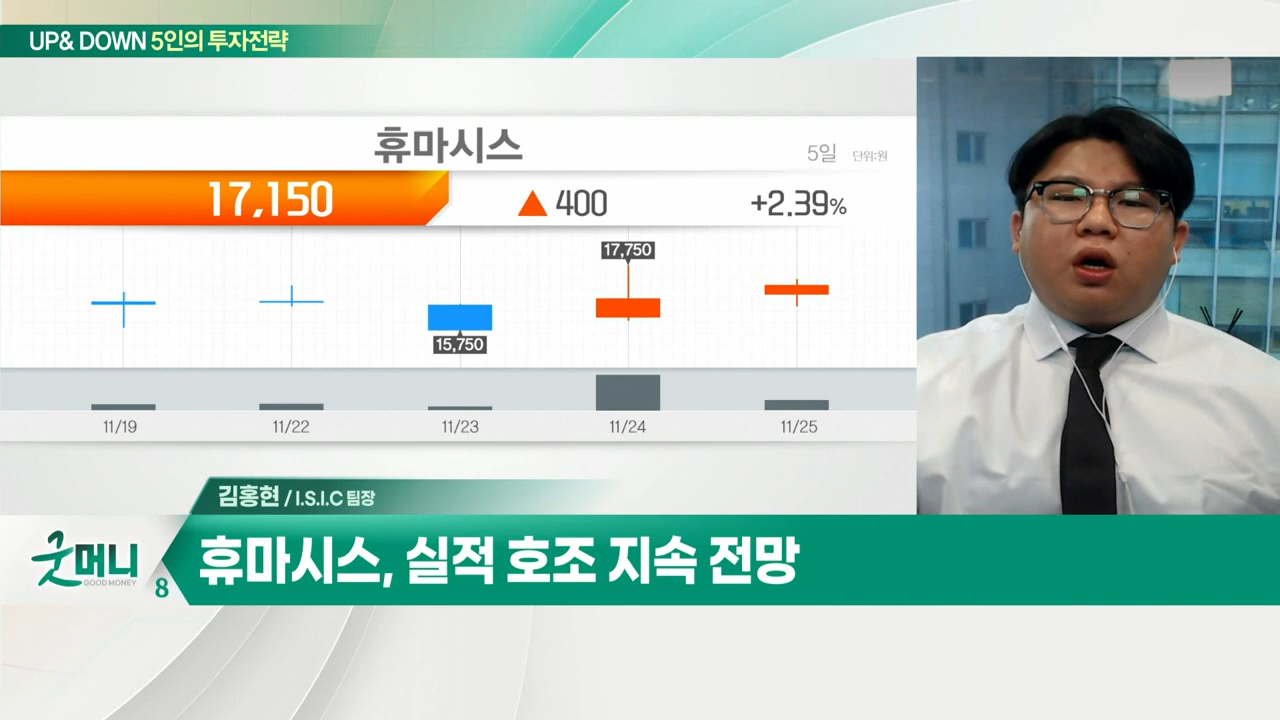 UP& DOWN 5인의 투자전략
휴마시스
5일 단위:원
17,150 ▲400 +2.39%
17,750
15,750
11/19 11/22 11/23 11/24 11/25
김홍현 / I.S.I.C 팀장
굿머니
GOOD MONEY
8
휴마시스, 실적 호조 지속 전망